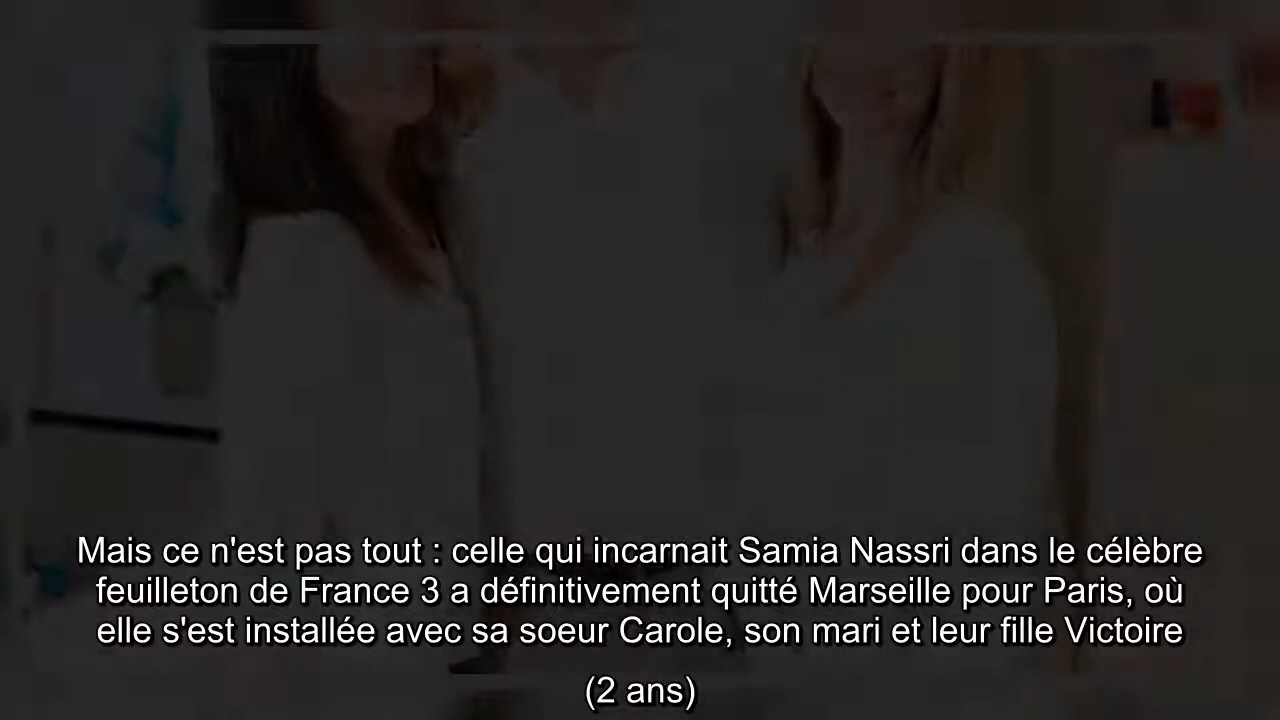 Mais ce n'est pas tout : celle qui incarnait Samia Nassri dans le célèbre
feuilleton de France 3 a définitivement quitté Marseille pour Paris, où
elle s'est installée avec sa soeur Carole, son mari et leur fille Victoire
(2 ans)